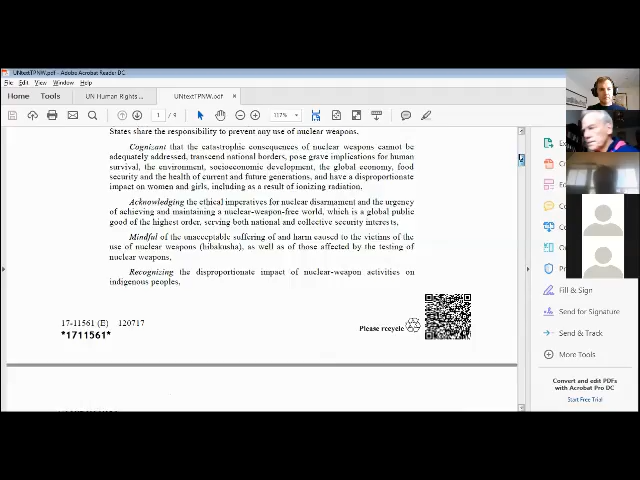 UNtextTPNW.pdf - Adobe Acrobat Reader DC
File Edit View Window Help
Home Tools UN Human Rights ... UNtextTPNW.pdf ×
1 / 9 117%
States share the responsibility to prevent any use of nuclear weapons.
Cognizant that the catastrophic consequences of nuclear weapons cannot be
adequately addressed, transcend national borders, pose grave implications for human
survival, the environment, socioeconomic development, the global economy, food
security and the health of current and future generations, and have a disproportionate
impact on women and girls, including as a result of ionizing radiation,
Acknowledging the ethical imperatives for nuclear disarmament and the urgency
of achieving and maintaining a nuclear-weapon-free world, which is a global public
good of the highest order, serving both national and collective security interests,
Mindful of the unacceptable suffering of and harm caused to the victims of the
use of nuclear weapons (hibakusha), as well as of those affected by the testing of
nuclear weapons,
Recognizing the disproportionate impact of nuclear-weapon activities on
indigenous peoples,
17-11561 (E) 120717
*1711561*
Please recycle
Fill & Sign
Send for Signature
Send & Track
More Tools
Convert and edit PDFs
with Acrobat Pro DC
Start Free Trial